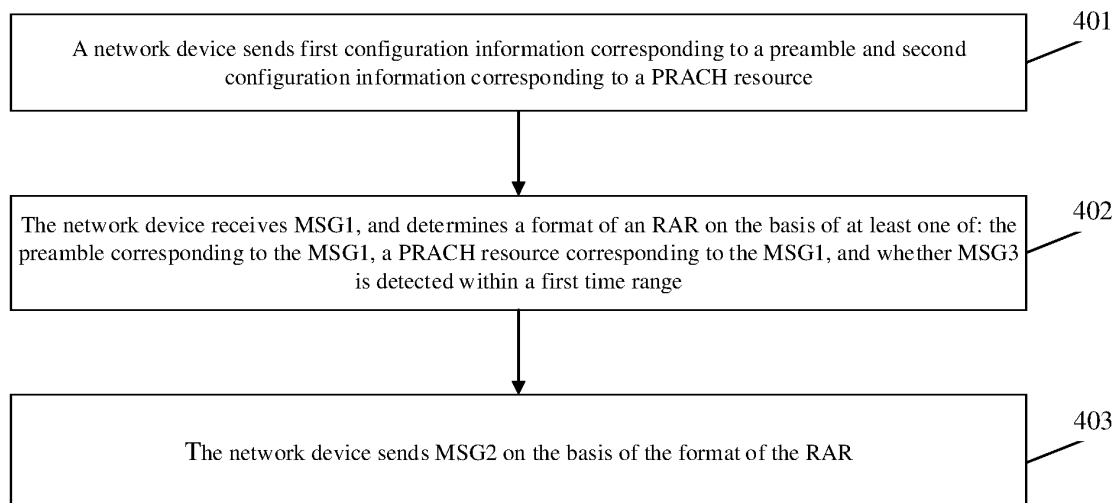 401
A network device sends first configuration information corresponding to a preamble and second
configuration information corresponding to a PRACH resource
402
The network device receives MSG1, and determines a format of an RAR on the basis of at least one of: the
preamble corresponding to the MSG1, a PRACH resource corresponding to the MSG1, and whether MSG3
is detected within a first time range
403
The network device sends MSG2 on the basis of the format of the RAR